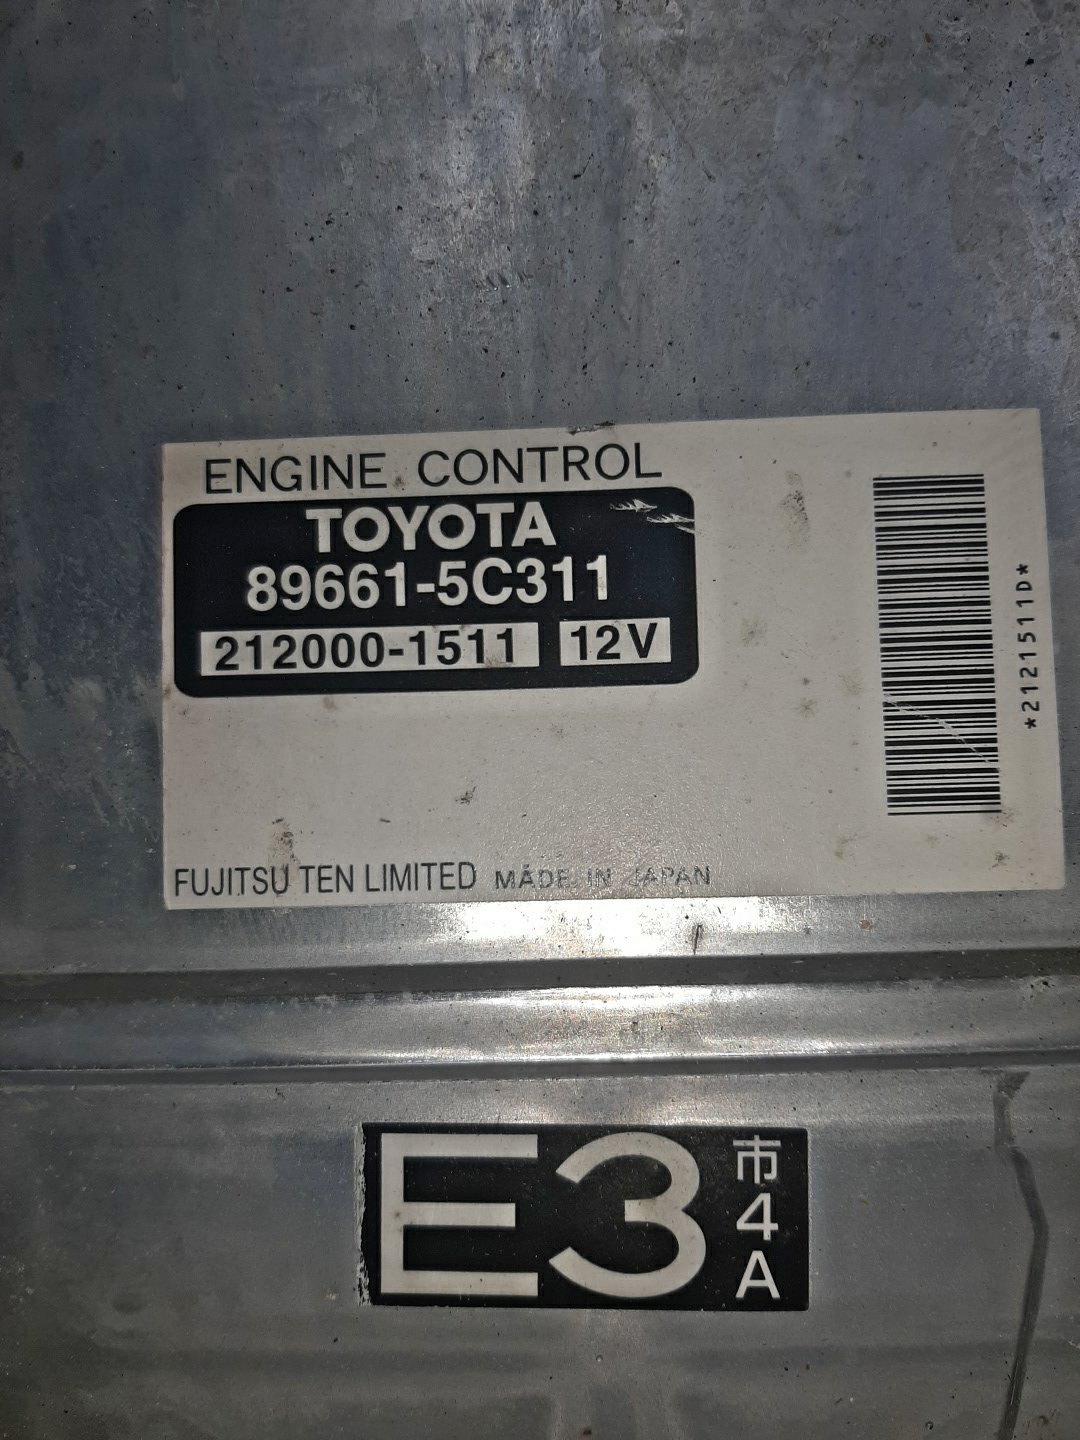 ENGINE CONTROL
TOYOTA
89661-5C311
212000-1511 12V
*2121511D*
FUJITSU TEN LIMITED MADE IN JAPAN
E3
市
4
A